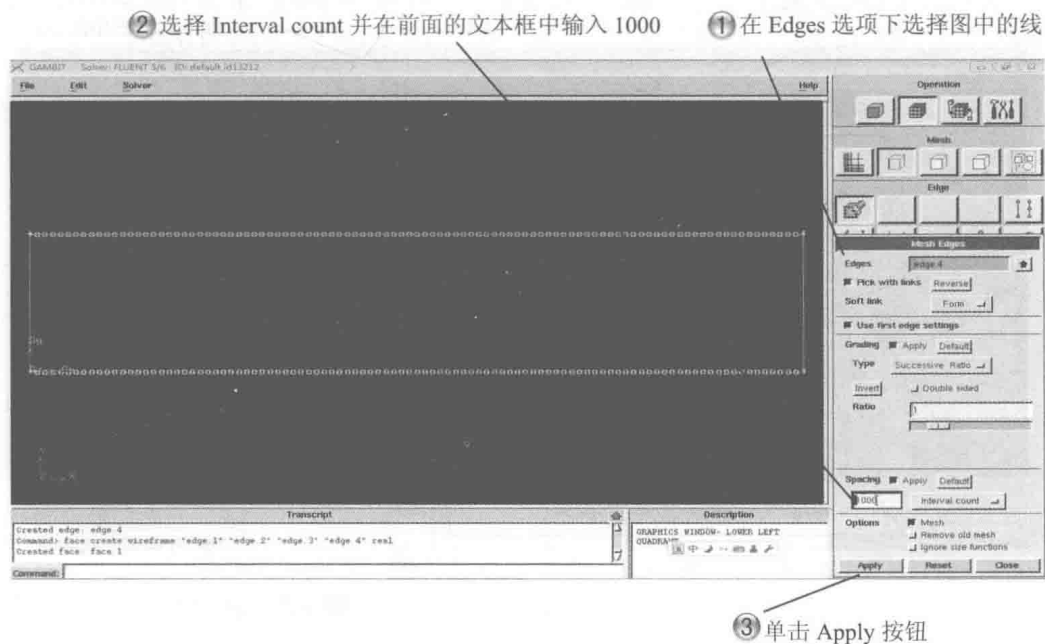 ②选择 Interval count 并在前面的文本框中输入 1000
①在 Edges 选项下选择图中的线
GAMBIT Solver: FLUENT 5/6 ID: default_id13212
File Edit Solver Help
Operation
Mesh
Edge
Mesh Edges
Edges edge.4
Pick with links Reverse
Soft link Form
Use first edge settings
Grading Apply Default
Type Successive Ratio
Invert Double sided
Ratio 1
Spacing Apply Default
1000 Interval count
Options Mesh
Remove old mesh
Ignore size functions
Apply Reset Close
Transcript
Created edge: edge.4
Command> face create wireframe "edge.1" "edge.2" "edge.3" "edge.4" real
Created face: face.1
Command:
Description
GRAPHICS WINDOW- LOWER LEFT
QUADRANT
中
③单击 Apply 按钮